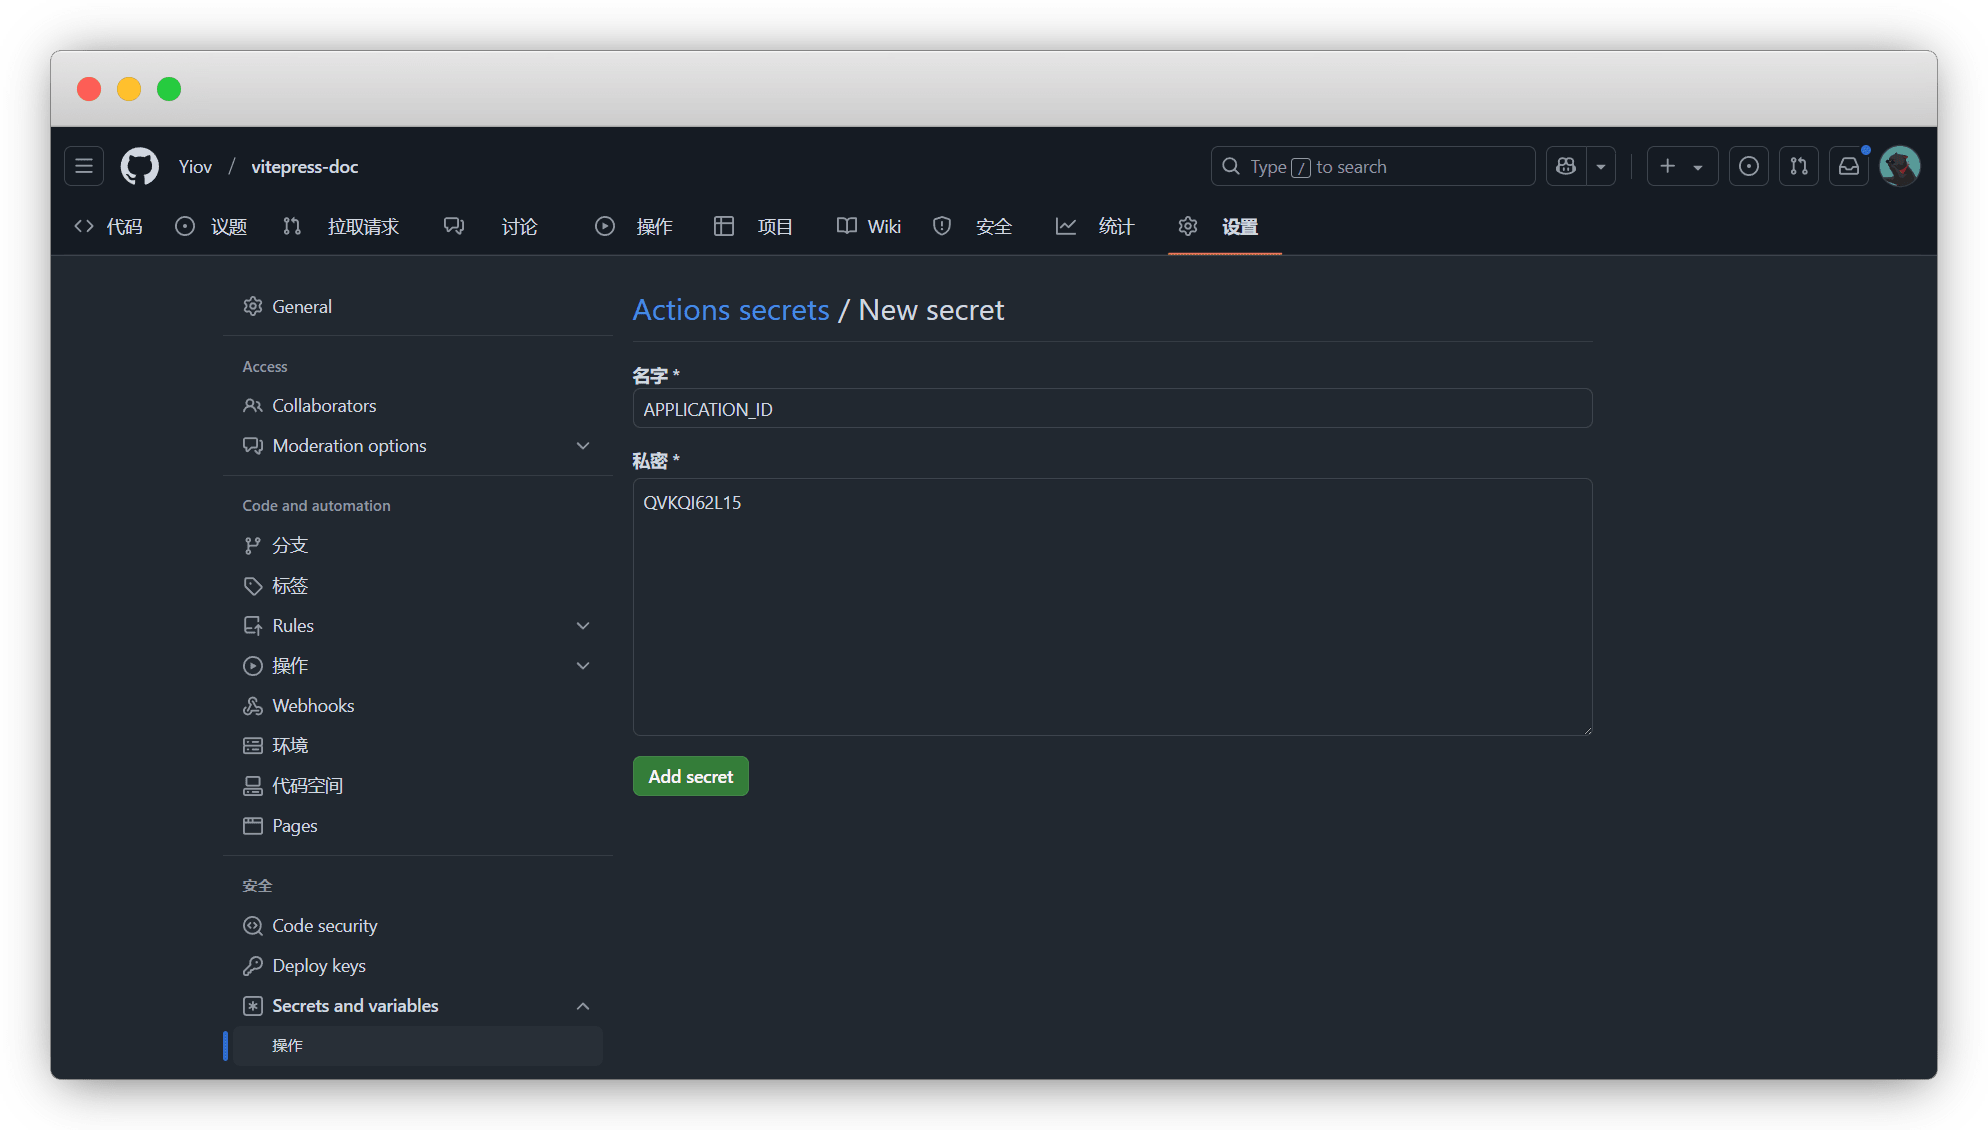 Yiov / vitepress-doc
Type / to search
代码 议题 拉取请求 讨论 操作 项目 Wiki 安全 统计 设置
General
Access
Collaborators
Moderation options
Code and automation
分支
标签
Rules
操作
Webhooks
环境
代码空间
Pages
安全
Code security
Deploy keys
Secrets and variables
操作
Actions secrets / New secret
名字 *
APPLICATION_ID
私密 *
QVKQI62L15
Add secret